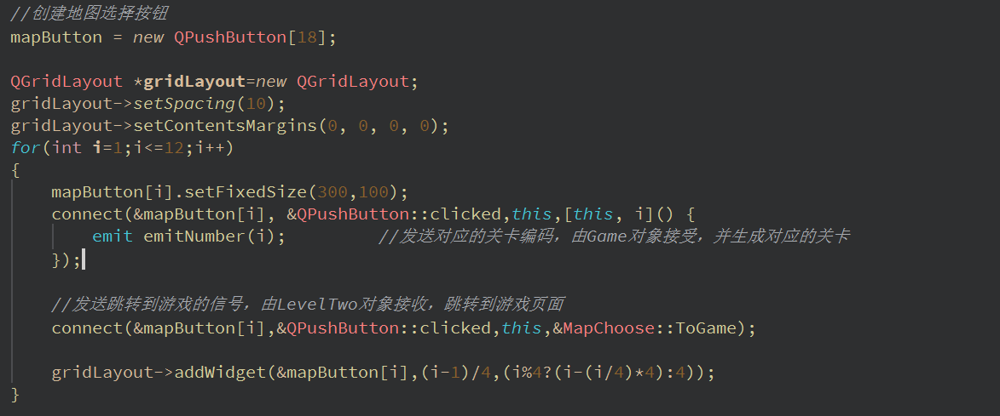 //创建地图选择按钮
mapButton = new QPushButton[18];
QGridLayout *gridLayout=new QGridLayout;
gridLayout->setSpacing(10);
gridLayout->setContentsMargins(0, 0, 0, 0);
for(int i=1;i<=12;i++)
{
mapButton[i].setFixedSize(300,100);
connect(&mapButton[i], &QPushButton::clicked,this,[this, i]() {
emit emitNumber(i); //发送对应的关卡编码，由Game对象接受，并生成对应的关卡
});
//发送跳转到游戏的信号，由LevelTwo对象接收，跳转到游戏页面
connect(&mapButton[i],&QPushButton::clicked,this,&MapChoose::ToGame);
gridLayout->addWidget(&mapButton[i],(i-1)/4,(i%4?(i-(i/4)*4):4));
}